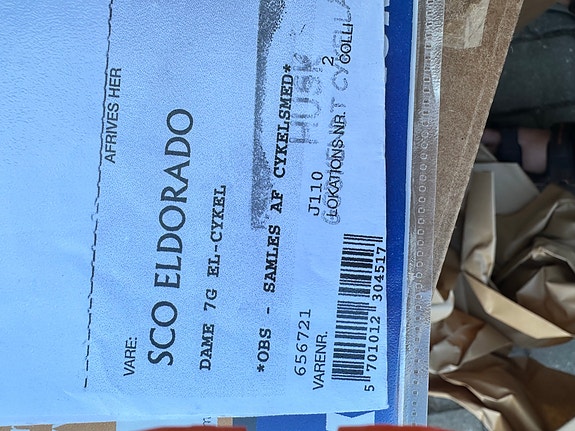 AFRIVES HER
VARE:
SCO ELDORADO
DAME 7G EL-CYKEL
*OBS - SAMLES AF CYKELSMED*
HUSK
656721 J110 2 COLLI
VARENR. LOKATIONS NR.
5 701012 304517